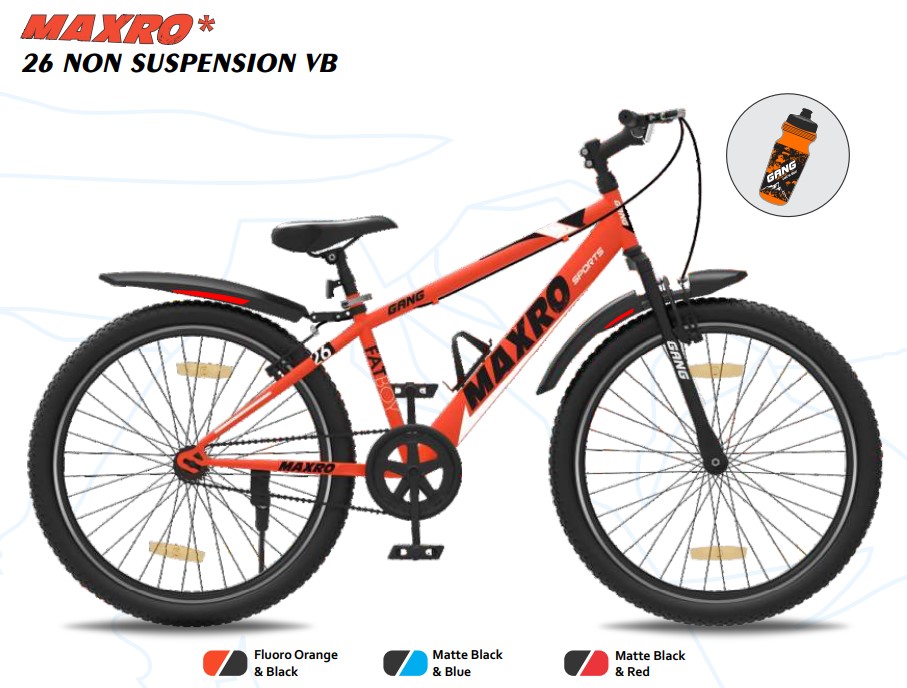 MAXRO*
26 NON SUSPENSION VB
GANG
GANG
SPORTS
GANG
MAXRO
26
FATBOY
GANG
MAXRO
Fluoro Orange
& Black
Matte Black
& Blue
Matte Black
& Red